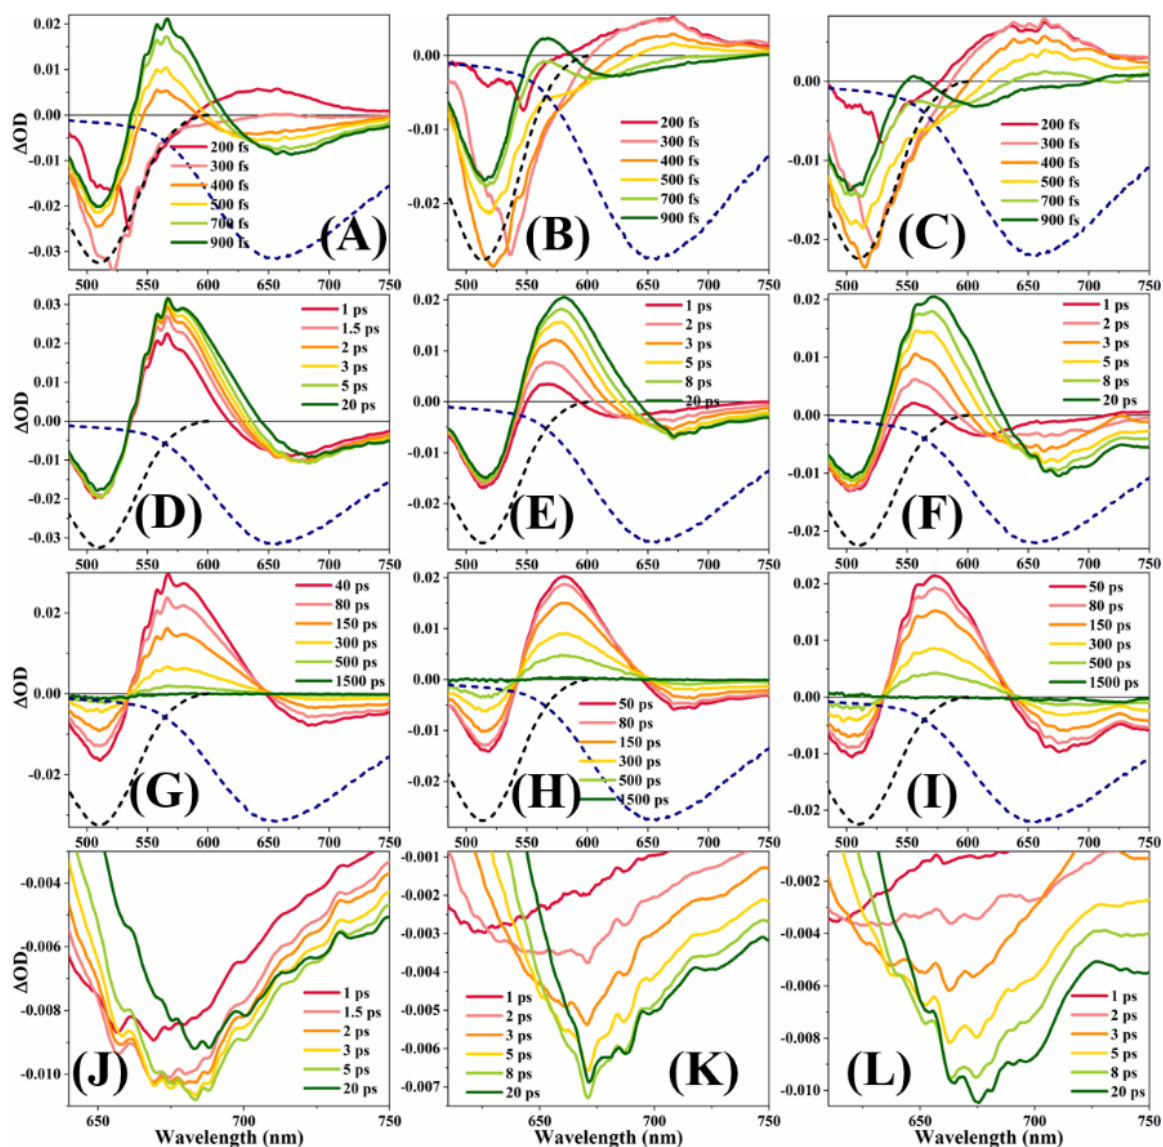 0.02
0.01
0.00
-0.01
-0.02
-0.03
ΔOD
200 fs
300 fs
400 fs
500 fs
700 fs
900 fs
(A)
500 550 600 650 700 750
0.00
-0.01
-0.02
200 fs
300 fs
400 fs
500 fs
700 fs
900 fs
(B)
500 550 600 650 700 750
0.00
-0.01
-0.02
200 fs
300 fs
400 fs
500 fs
700 fs
900 fs
(C)
500 550 600 650 700 750
0.03
0.02
0.01
0.00
-0.01
-0.02
-0.03
ΔOD
1 ps
1.5 ps
2 ps
3 ps
5 ps
20 ps
(D)
500 550 600 650 700 750
0.02
0.01
0.00
-0.01
-0.02
1 ps
2 ps
3 ps
5 ps
8 ps
20 ps
(E)
500 550 600 650 700 750
0.02
0.01
0.00
-0.01
-0.02
1 ps
2 ps
3 ps
5 ps
8 ps
20 ps
(F)
500 550 600 650 700 750
0.02
0.00
-0.02
ΔOD
40 ps
80 ps
150 ps
300 ps
500 ps
1500 ps
(G)
500 550 600 650 700 750
0.02
0.01
0.00
-0.01
-0.02
50 ps
80 ps
150 ps
300 ps
500 ps
1500 ps
(H)
500 550 600 650 700 750
0.02
0.01
0.00
-0.01
-0.02
50 ps
80 ps
150 ps
300 ps
500 ps
1500 ps
(I)
500 550 600 650 700 750
-0.004
-0.006
-0.008
-0.010
ΔOD
1 ps
1.5 ps
2 ps
3 ps
5 ps
20 ps
(J)
650 700 750
Wavelength (nm)
-0.001
-0.002
-0.003
-0.004
-0.005
-0.006
-0.007
1 ps
2 ps
3 ps
5 ps
8 ps
20 ps
(K)
650 700 750
Wavelength (nm)
-0.002
-0.004
-0.006
-0.008
-0.010
1 ps
2 ps
3 ps
5 ps
8 ps
20 ps
(L)
650 700 750
Wavelength (nm)